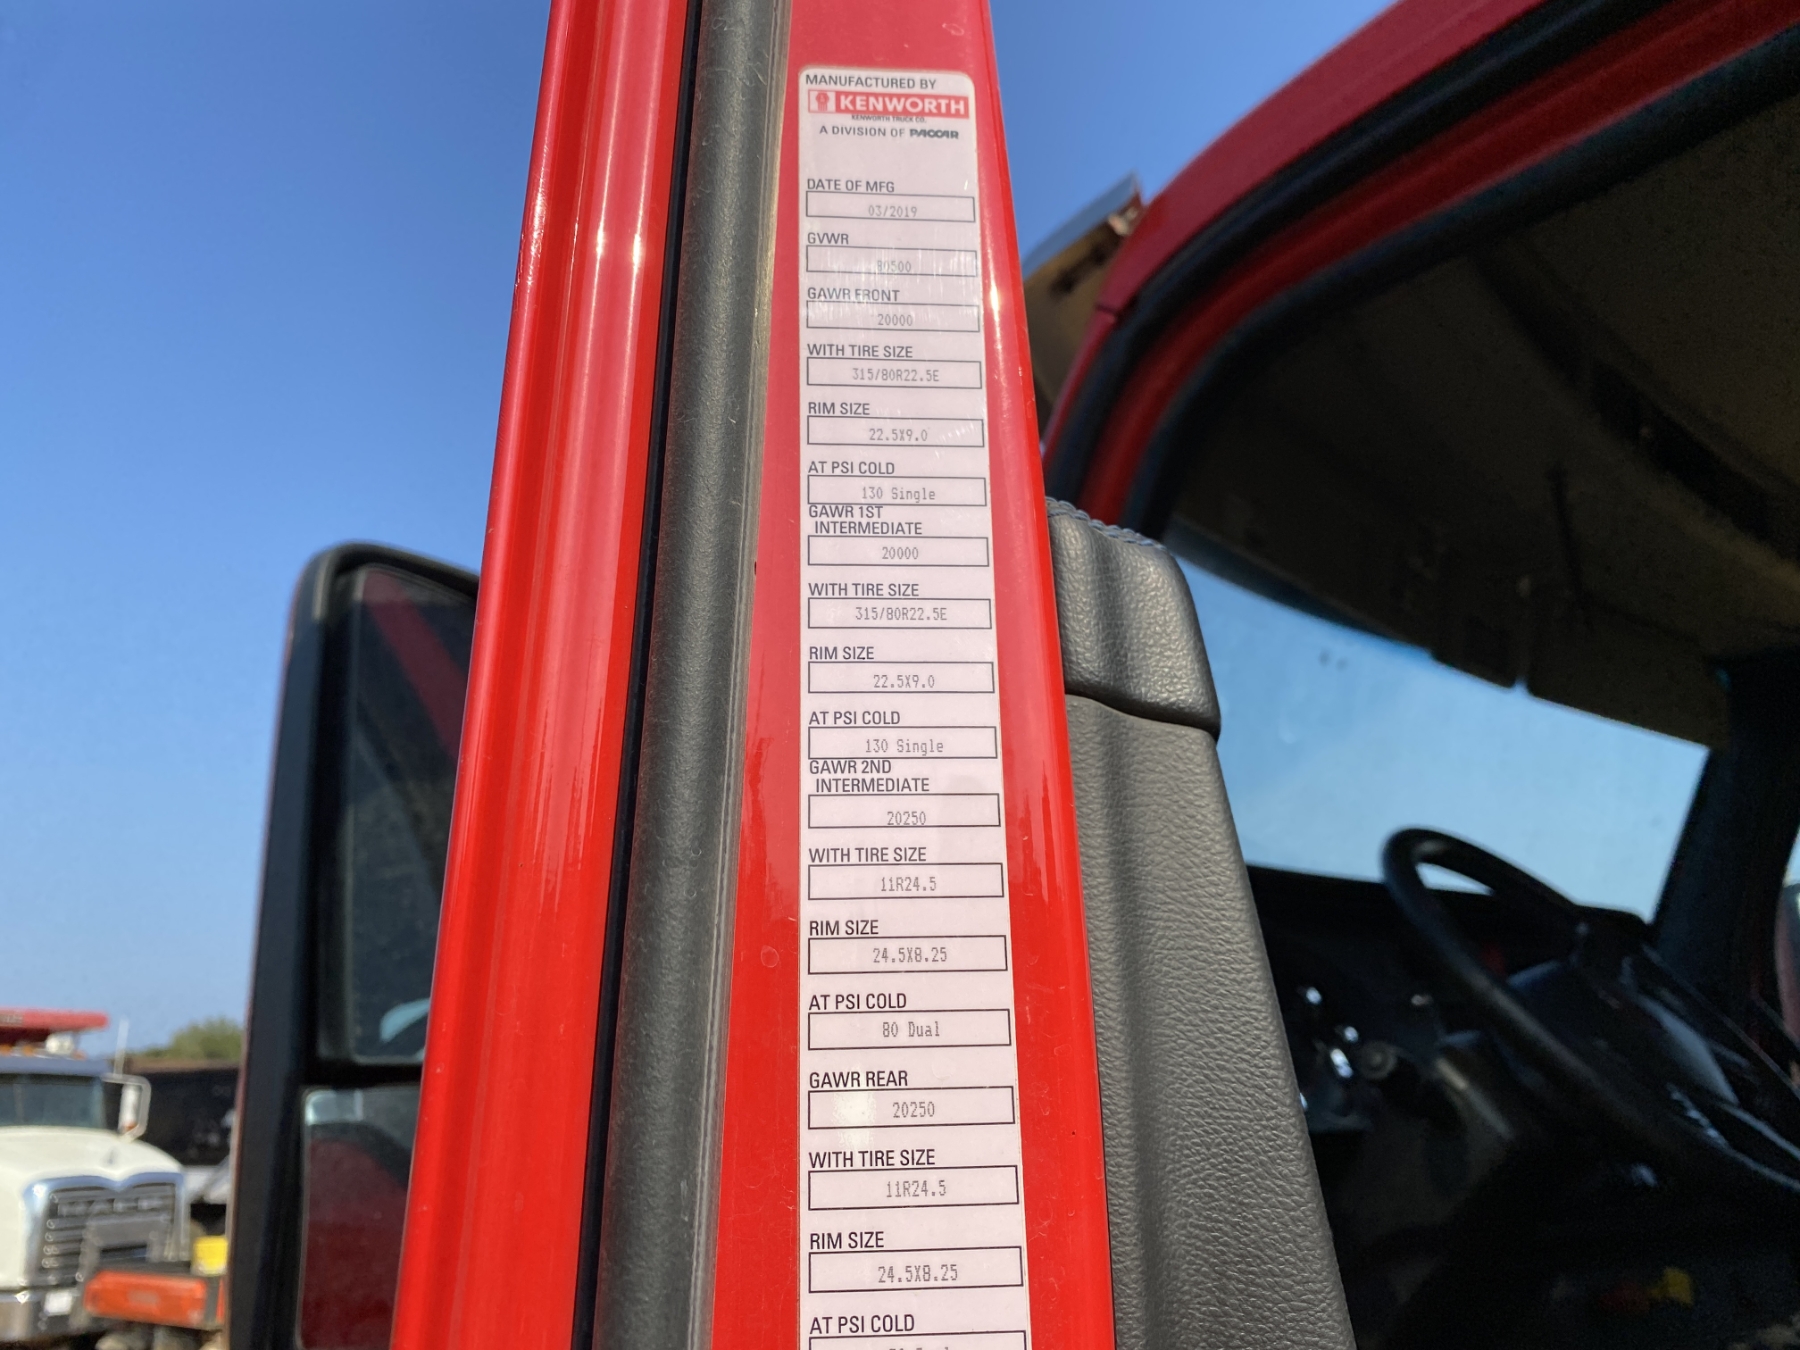 MANUFACTURED BY
KENWORTH
KENWORTH TRUCK CO.
A DIVISION OF PACCAR
DATE OF MFG
03/2019
GVWR
80500
GAWR FRONT
20000
WITH TIRE SIZE
315/80R22.5E
RIM SIZE
22.5X9.0
AT PSI COLD
130 Single
GAWR 1ST
INTERMEDIATE
20000
WITH TIRE SIZE
315/80R22.5E
RIM SIZE
22.5X9.0
AT PSI COLD
130 Single
GAWR 2ND
INTERMEDIATE
20250
WITH TIRE SIZE
11R24.5
RIM SIZE
24.5X8.25
AT PSI COLD
80 Dual
GAWR REAR
20250
WITH TIRE SIZE
11R24.5
RIM SIZE
24.5X8.25
AT PSI COLD
MACK